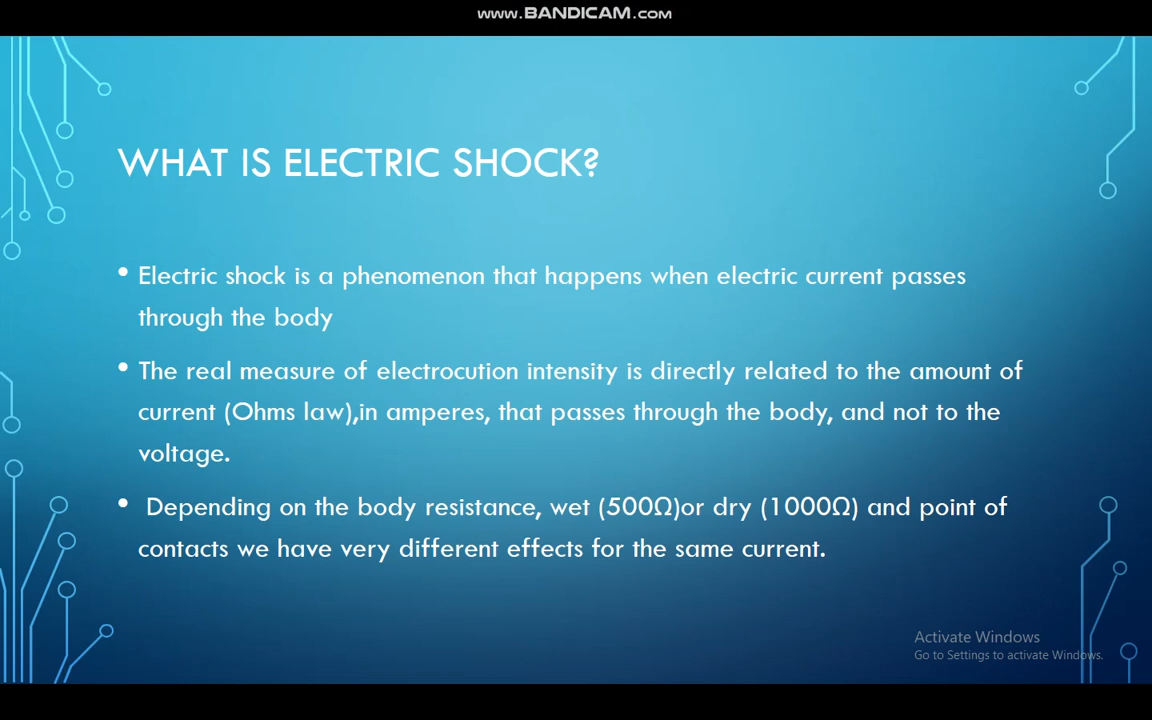 www.BANDICAM.com
WHAT IS ELECTRIC SHOCK?
• Electric shock is a phenomenon that happens when electric current passes
through the body
• The real measure of electrocution intensity is directly related to the amount of
current (Ohms law),in amperes, that passes through the body, and not to the
voltage.
• Depending on the body resistance, wet (500Ω)or dry (1000Ω) and point of
contacts we have very different effects for the same current.
Activate Windows
Go to Settings to activate Windows.